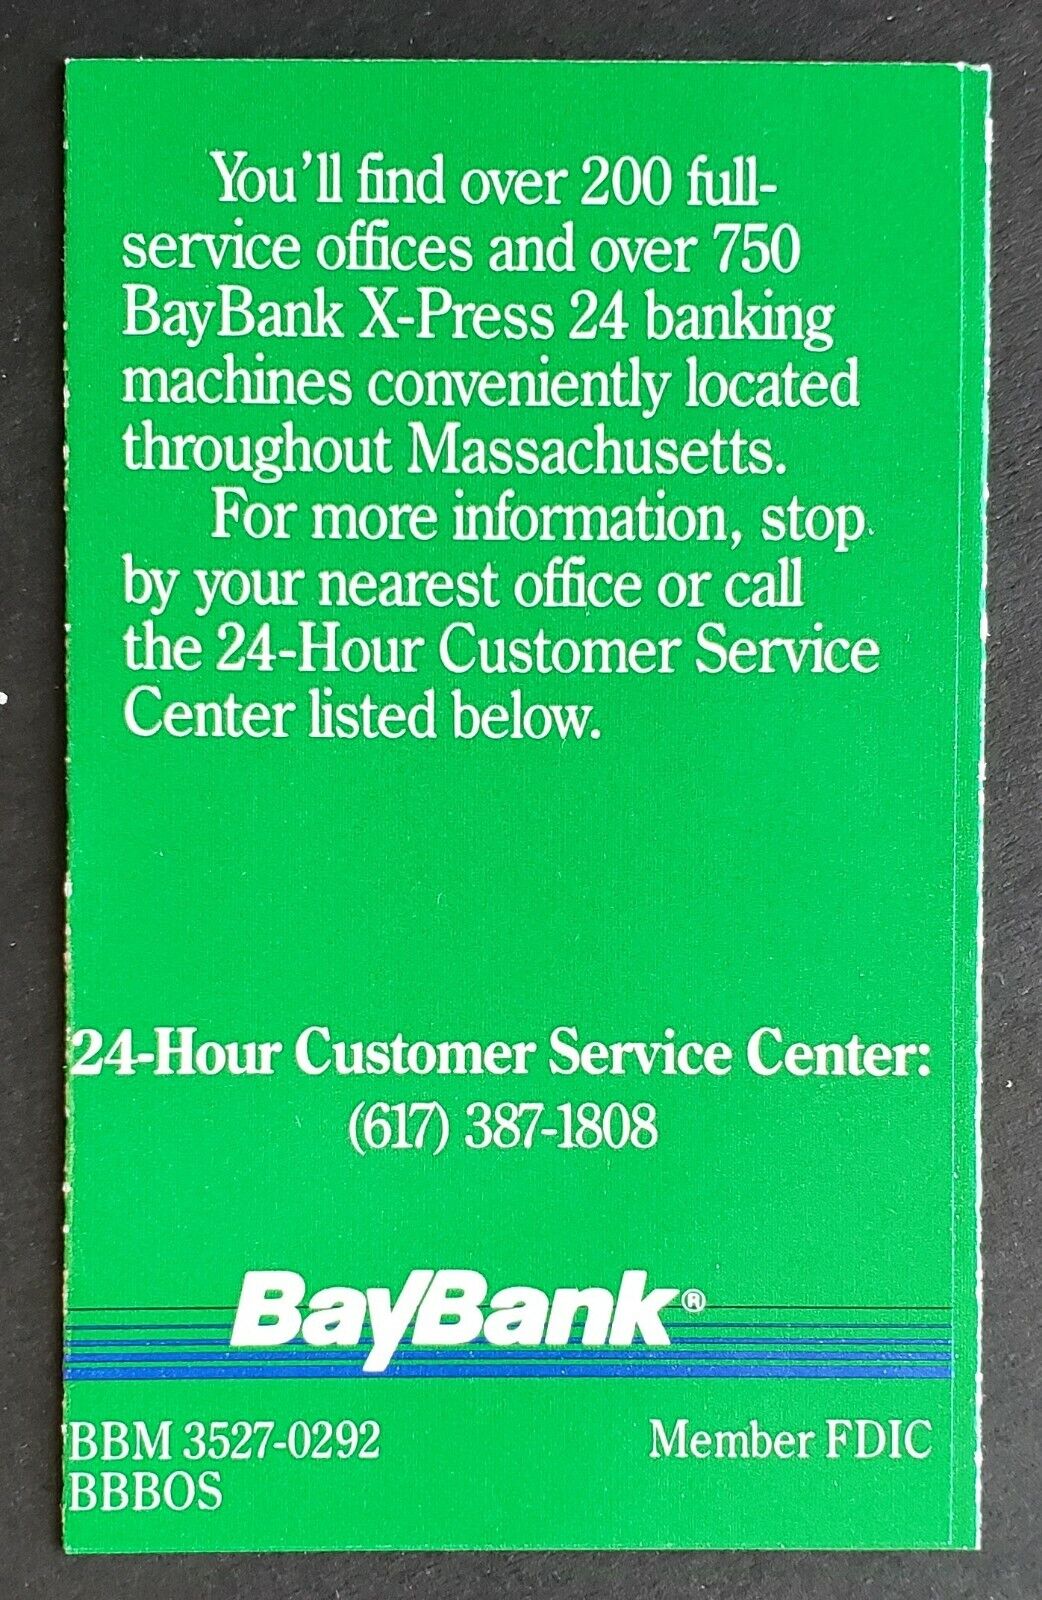 You'll find over 200 full-
service offices and over 750
BayBank X-Press 24 banking
machines conveniently located
throughout Massachusetts.
For more information, stop
by your nearest office or call
the 24-Hour Customer Service
Center listed below.
24-Hour Customer Service Center:
(617) 387-1808
BayBank®
BBM 3527-0292
Member FDIC
BBBOS